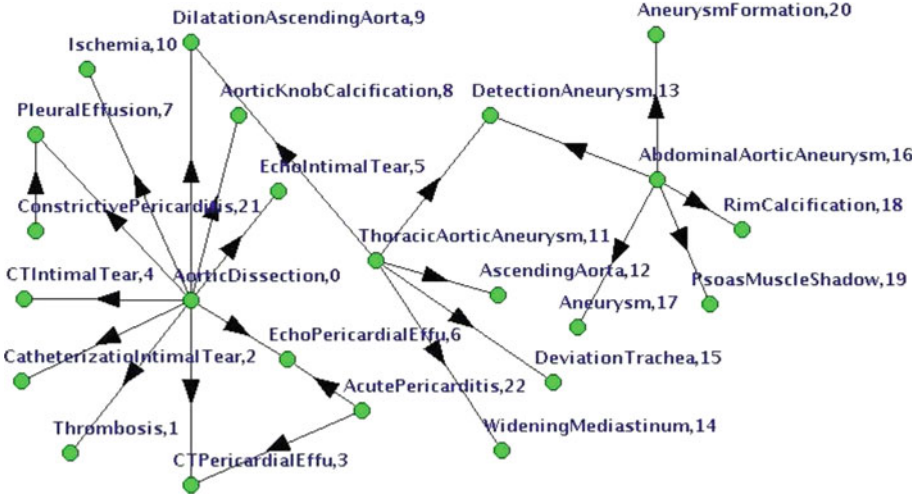 DilatationAscendingAorta,9
AneurysmFormation,20
Ischemia,10
AorticKnobCalcification,8
DetectionAneurysm,13
PleuralEffusion,7
EchoIntimalTear,5
AbdominalAorticAneurysm,16
ConstrictivePericarditis,21
RimCalcification,18
ThoracicAorticAneurysm,11
CTIntimalTear,4
AorticDissection,0
AscendingAorta,12
PsoasMuscleShadow,19
Aneurysm,17
EchoPericardialEffu,6
CatheterizatioIntimalTear,2
DeviationTrachea,15
AcutePericarditis,22
Thrombosis,1
WideningMediastinum,14
CTPericardialEffu,3